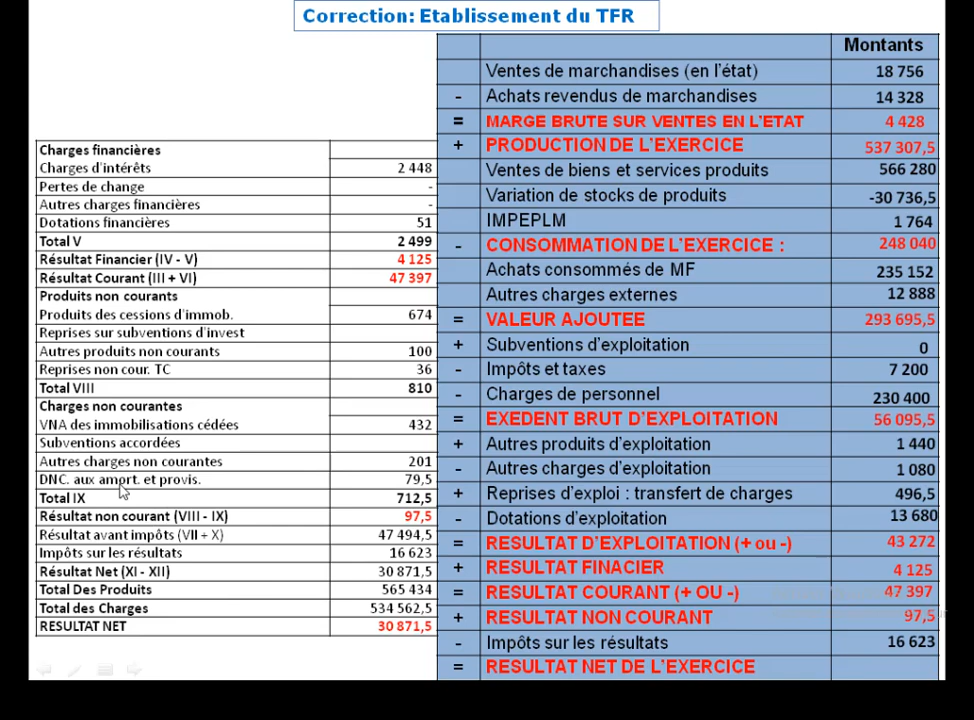 Correction: Etablissement du TFR
Charges financières
Charges d'intérêts 2 448
Pertes de change -
Autres charges financières -
Dotations financières 51
Total V 2 499
Résultat Financier (IV - V) 4 125
Résultat Courant (III + VI) 47 397
Produits non courants
Produits des cessions d'immob. 674
Reprises sur subventions d'invest
Autres produits non courants 100
Reprises non cour. TC 36
Total VIII 810
Charges non courantes
VNA des immobilisations cédées 432
Subventions accordées
Autres charges non courantes 201
DNC. aux amort. et provis. 79,5
Total IX 712,5
Résultat non courant (VIII - IX) 97,5
Résultat avant impôts (VII + X) 47 494,5
Impôts sur les résultats 16 623
Résultat Net (XI - XII) 30 871,5
Total Des Produits 565 434
Total des Charges 534 562,5
RESULTAT NET 30 871,5
Montants
Ventes de marchandises (en l'état) 18 756
- Achats revendus de marchandises 14 328
= MARGE BRUTE SUR VENTES EN L'ETAT 4 428
+ PRODUCTION DE L'EXERCICE 537 307,5
Ventes de biens et services produits 566 280
Variation de stocks de produits -30 736,5
IMPEPLM 1 764
- CONSOMMATION DE L'EXERCICE : 248 040
Achats consommés de MF 235 152
Autres charges externes 12 888
= VALEUR AJOUTEE 293 695,5
+ Subventions d'exploitation 0
- Impôts et taxes 7 200
- Charges de personnel 230 400
= EXEDENT BRUT D'EXPLOITATION 56 095,5
+ Autres produits d'exploitation 1 440
- Autres charges d'exploitation 1 080
+ Reprises d'exploi : transfert de charges 496,5
- Dotations d'exploitation 13 680
= RESULTAT D'EXPLOITATION (+ ou -) 43 272
+ RESULTAT FINACIER 4 125
= RESULTAT COURANT (+ OU -) 47 397
+ RESULTAT NON COURANT 97,5
- Impôts sur les résultats 16 623
= RESULTAT NET DE L'EXERCICE